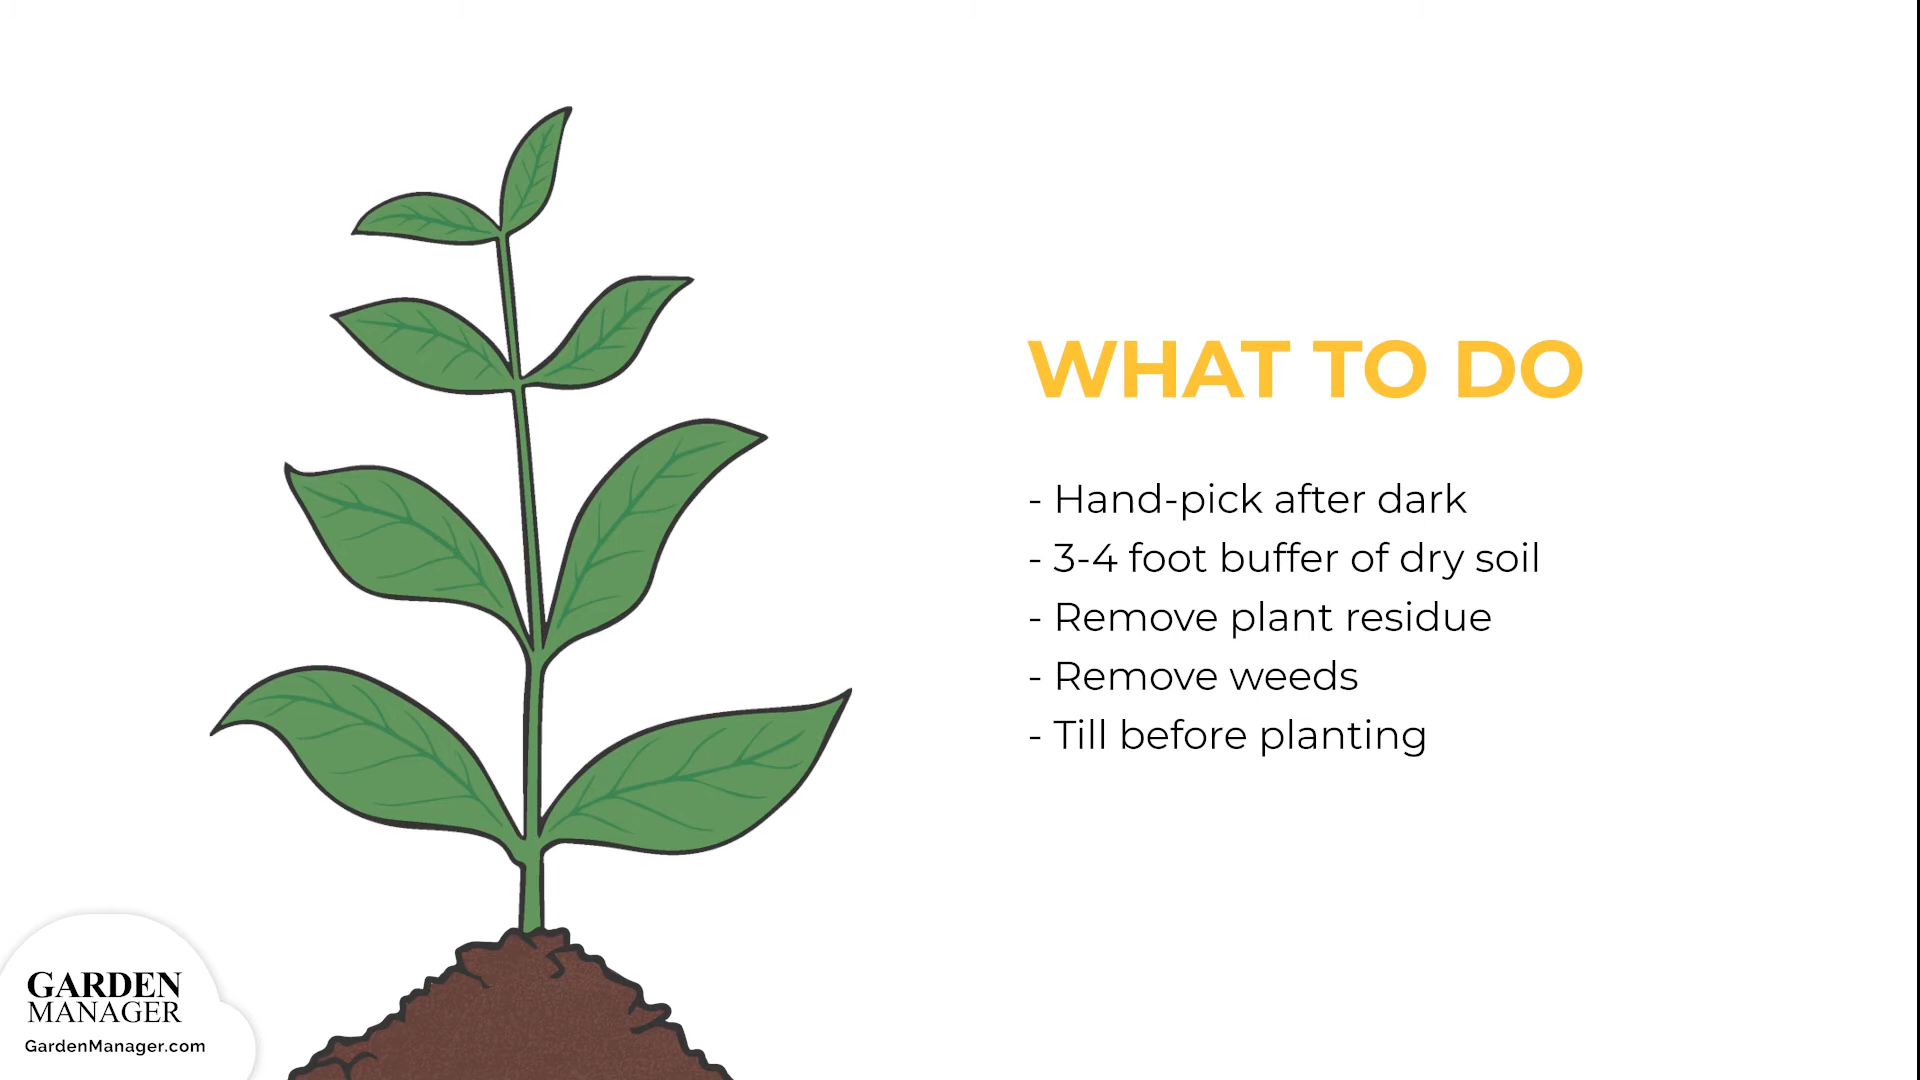 WHAT TO DO
- Hand-pick after dark
- 3-4 foot buffer of dry soil
- Remove plant residue
- Remove weeds
- Till before planting
GARDEN
MANAGER
GardenManager.com